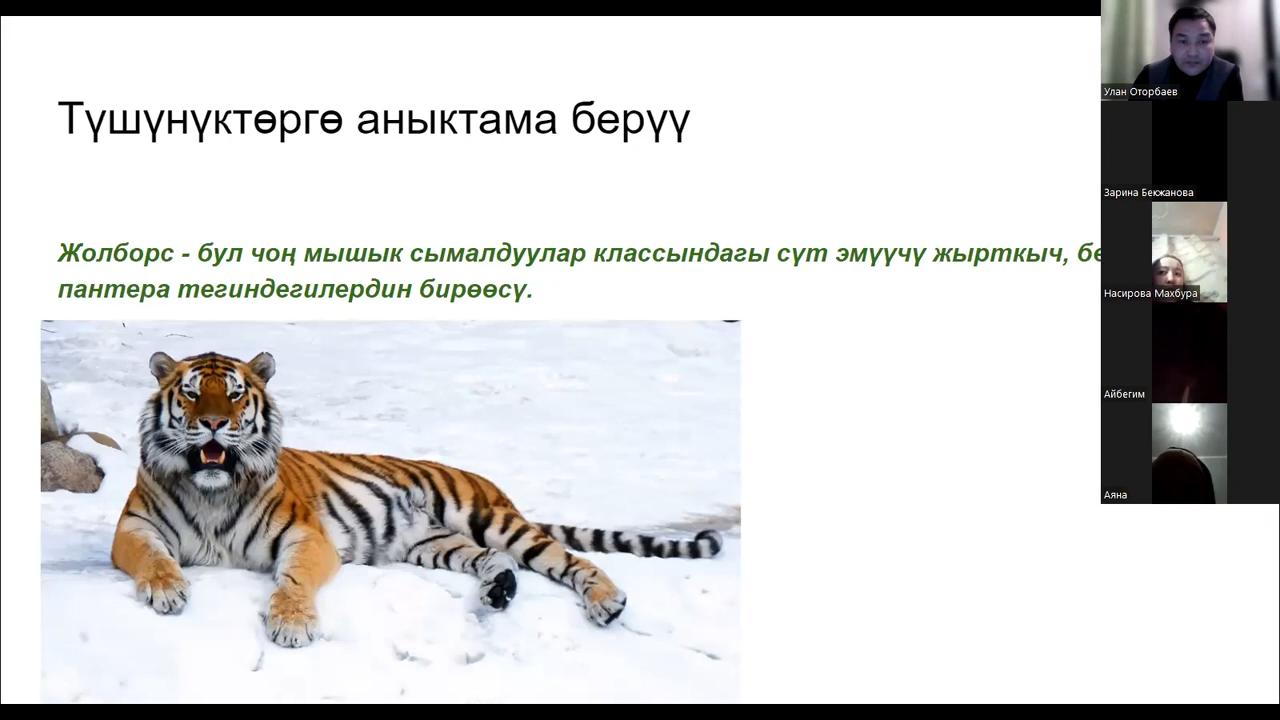 Түшүнүктөргө аныктама берүү
Жолборс - бул чоң мышык сымалдуулар классындагы сүт эмүүчү жырткыч,
пантера тегиндегилердин бирөөсү.
Улан Оторбаев
Зарина Бекжанова
Насирова Махбура
Айбегим
Аяна